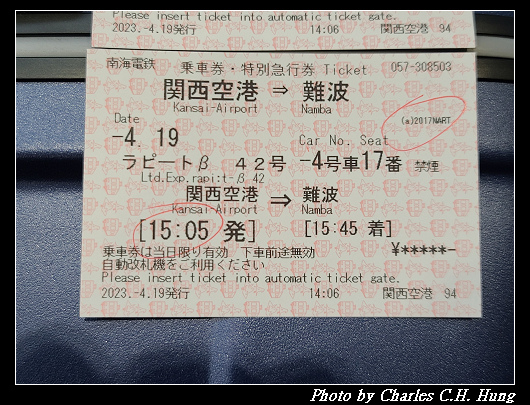 Please insert ticket into automatic ticket gate.
2023.-4.19発行 14:06 関西空港 94
南海電鉄 乗車券・特別急行券 Ticket 057-308503
関西空港 ⇒ 難波
Kansai-Airport Namba
(a)2017NART
Date
-4. 19 Car No. Seat
ラピートβ 42号 -4号車17番 禁煙
Ltd.Exp.rapi:t-β 42
関西空港 → 難波
Kansai-Airport Namba
[15:05 発] [15:45 着]
乗車券は当日限り有効 下車前途無効 ¥*****-
自動改札機をご利用ください
Please insert ticket into automatic ticket gate.
2023.-4.19発行 14:06 関西空港 94
Photo by Charles C.H. Hung